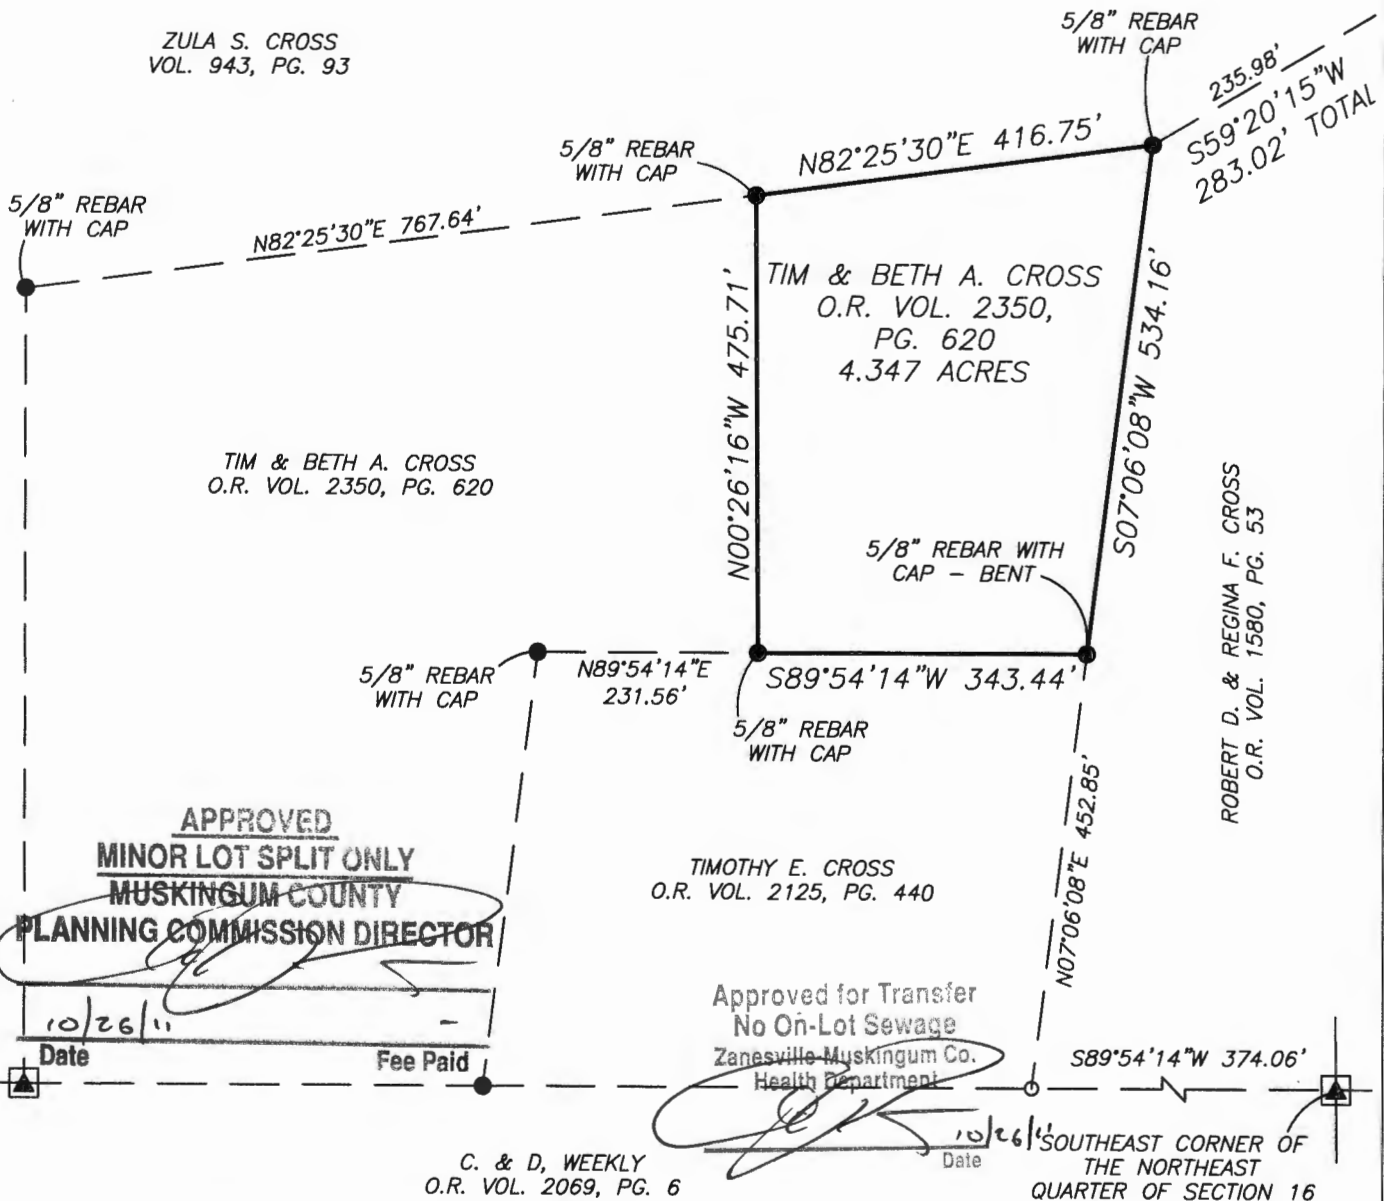 ZULA S. CROSS
VOL. 943, PG. 93
5/8" REBAR
WITH CAP
235.98'
S59°20'15"W
283.02' TOTAL
5/8" REBAR
WITH CAP
N82°25'30"E 416.75'
5/8" REBAR
WITH CAP
N82°25'30"E 767.64'
TIM & BETH A. CROSS
O.R. VOL. 2350,
PG. 620
4.347 ACRES
N00°26'16"W 475.71'
S07°06'08"W 534.16'
TIM & BETH A. CROSS
O.R. VOL. 2350, PG. 620
5/8" REBAR WITH
CAP - BENT
ROBERT D. & REGINA F. CROSS
O.R. VOL. 1580, PG. 53
5/8" REBAR
WITH CAP
N89°54'14"E
231.56'
S89°54'14"W 343.44'
5/8" REBAR
WITH CAP
N07°06'08"E 452.85'
TIMOTHY E. CROSS
O.R. VOL. 2125, PG. 440
APPROVED
MINOR LOT SPLIT ONLY
MUSKINGUM COUNTY
PLANNING COMMISSION DIRECTOR
10/26/11 -
Date Fee Paid
Approved for Transfer
No On-Lot Sewage
Zanesville-Muskingum Co.
Health Department
10/26/11
Date
S89°54'14"W 374.06'
SOUTHEAST CORNER OF
THE NORTHEAST
QUARTER OF SECTION 16
C. & D, WEEKLY
O.R. VOL. 2069, PG. 6